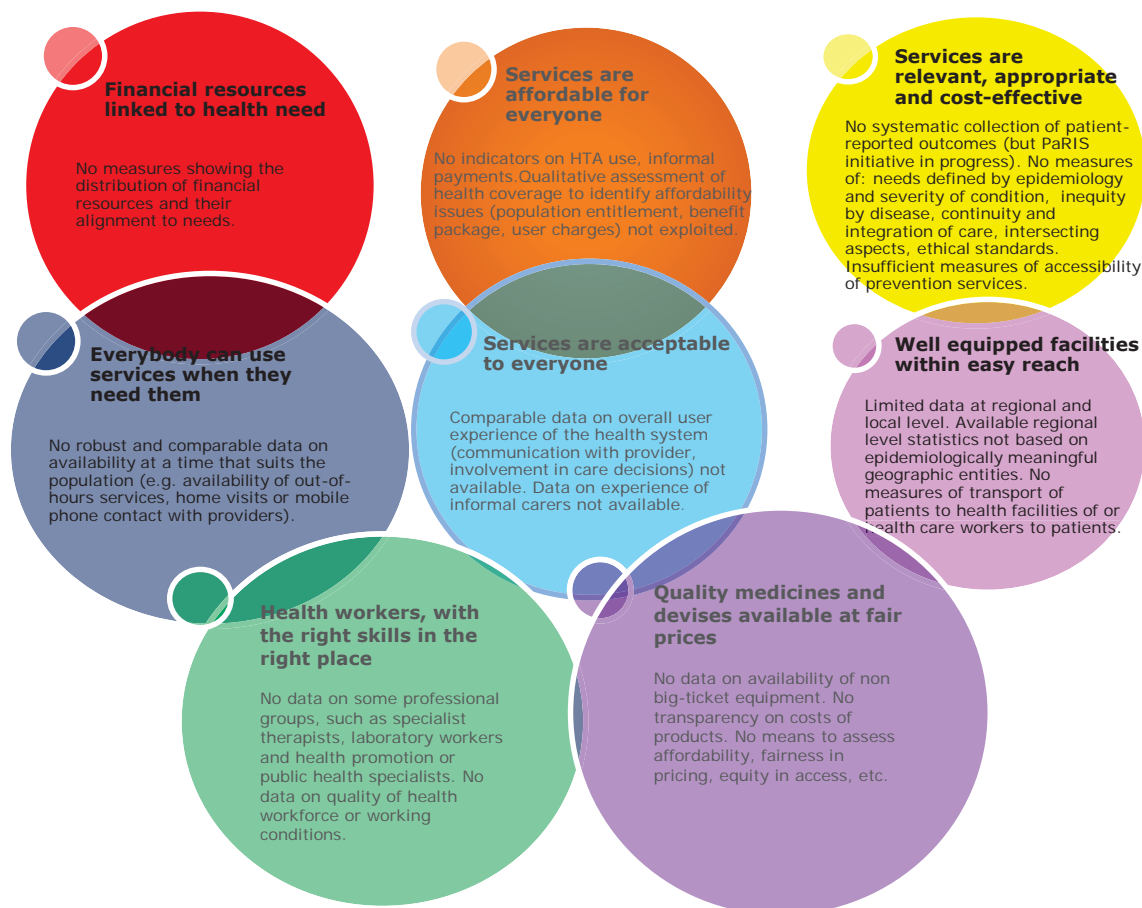 Financial resources
linked to health need
No measures showing the
distribution of financial
resources and their
alignment to needs.
Services are
affordable for
everyone
No indicators on HTA use, informal
payments.Qualitative assessment of
health coverage to identify affordability
issues (population entitlement, benefit
package, user charges) not exploited.
Services are
relevant, appropriate
and cost-effective
No systematic collection of patient-
reported outcomes (but PaRIS
initiative in progress). No measures
of: needs defined by epidemiology
and severity of condition, inequity
by disease, continuity and
integration of care, intersecting
aspects, ethical standards.
Insufficient measures of accessibility
of prevention services.
Everybody can use
services when they
need them
No robust and comparable data on
availability at a time that suits the
population (e.g. availability of out-of-
hours services, home visits or mobile
phone contact with providers).
Services are acceptable
to everyone
Comparable data on overall user
experience of the health system
(communication with provider,
involvement in care decisions) not
available. Data on experience of
informal carers not available.
Well equipped facilities
within easy reach
Limited data at regional and
local level. Available regional
level statistics not based on
epidemiologically meaningful
geographic entities. No
measures of transport of
patients to health facilities of or
health care workers to patients.
Health workers, with
the right skills in the
right place
No data on some professional
groups, such as specialist
therapists, laboratory workers
and health promotion or
public health specialists. No
data on quality of health
workforce or working
conditions.
Quality medicines and
devises available at fair
prices
No data on availability of non
big-ticket equipment. No
transparency on costs of
products. No means to assess
affordability, fairness in
pricing, equity in access, etc.